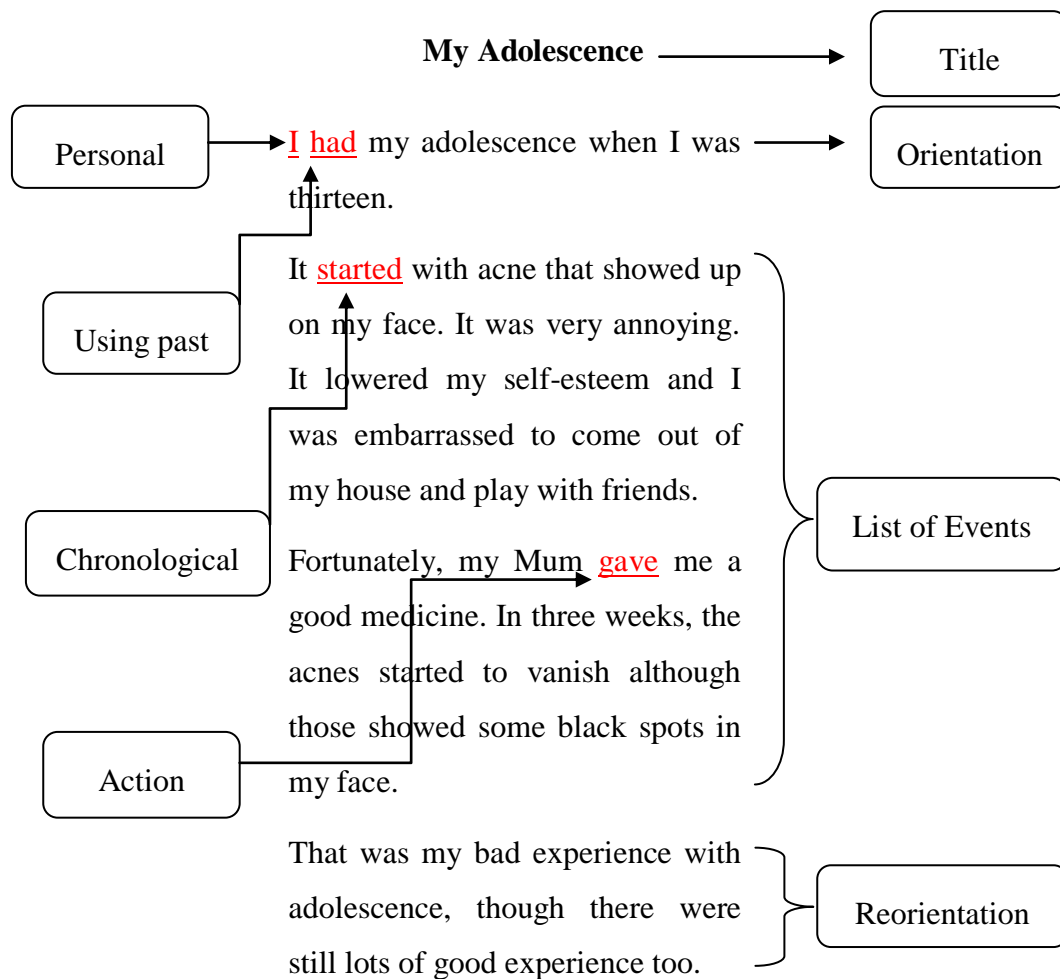 My Adolescence
Title
Personal
I had my adolescence when I was
Orientation
thirteen.
It started with acne that showed up
Using past
on my face. It was very annoying.
It lowered my self-esteem and I
was embarrassed to come out of
my house and play with friends.
List of Events
Chronological
Fortunately, my Mum gave me a
good medicine. In three weeks, the
acnes started to vanish although
those showed some black spots in
Action
my face.
That was my bad experience with
adolescence, though there were
Reorientation
still lots of good experience too.